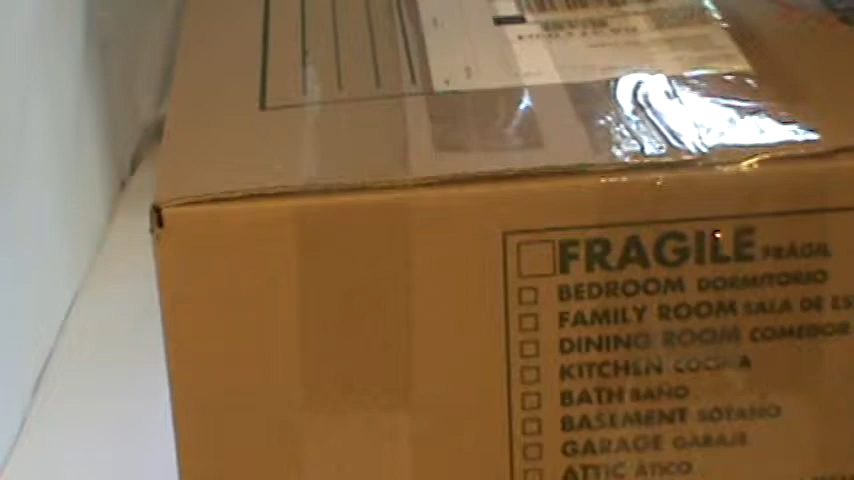 FRAGILE FRÁGIL
BEDROOM DORMITORIO
FAMILY ROOM SALA DE ES
DINING ROOM COMEDOR
KITCHEN COCINA
BATH BAÑO
BASEMENT SÓTANO
GARAGE GARAJE
ATTIC ÁTICO